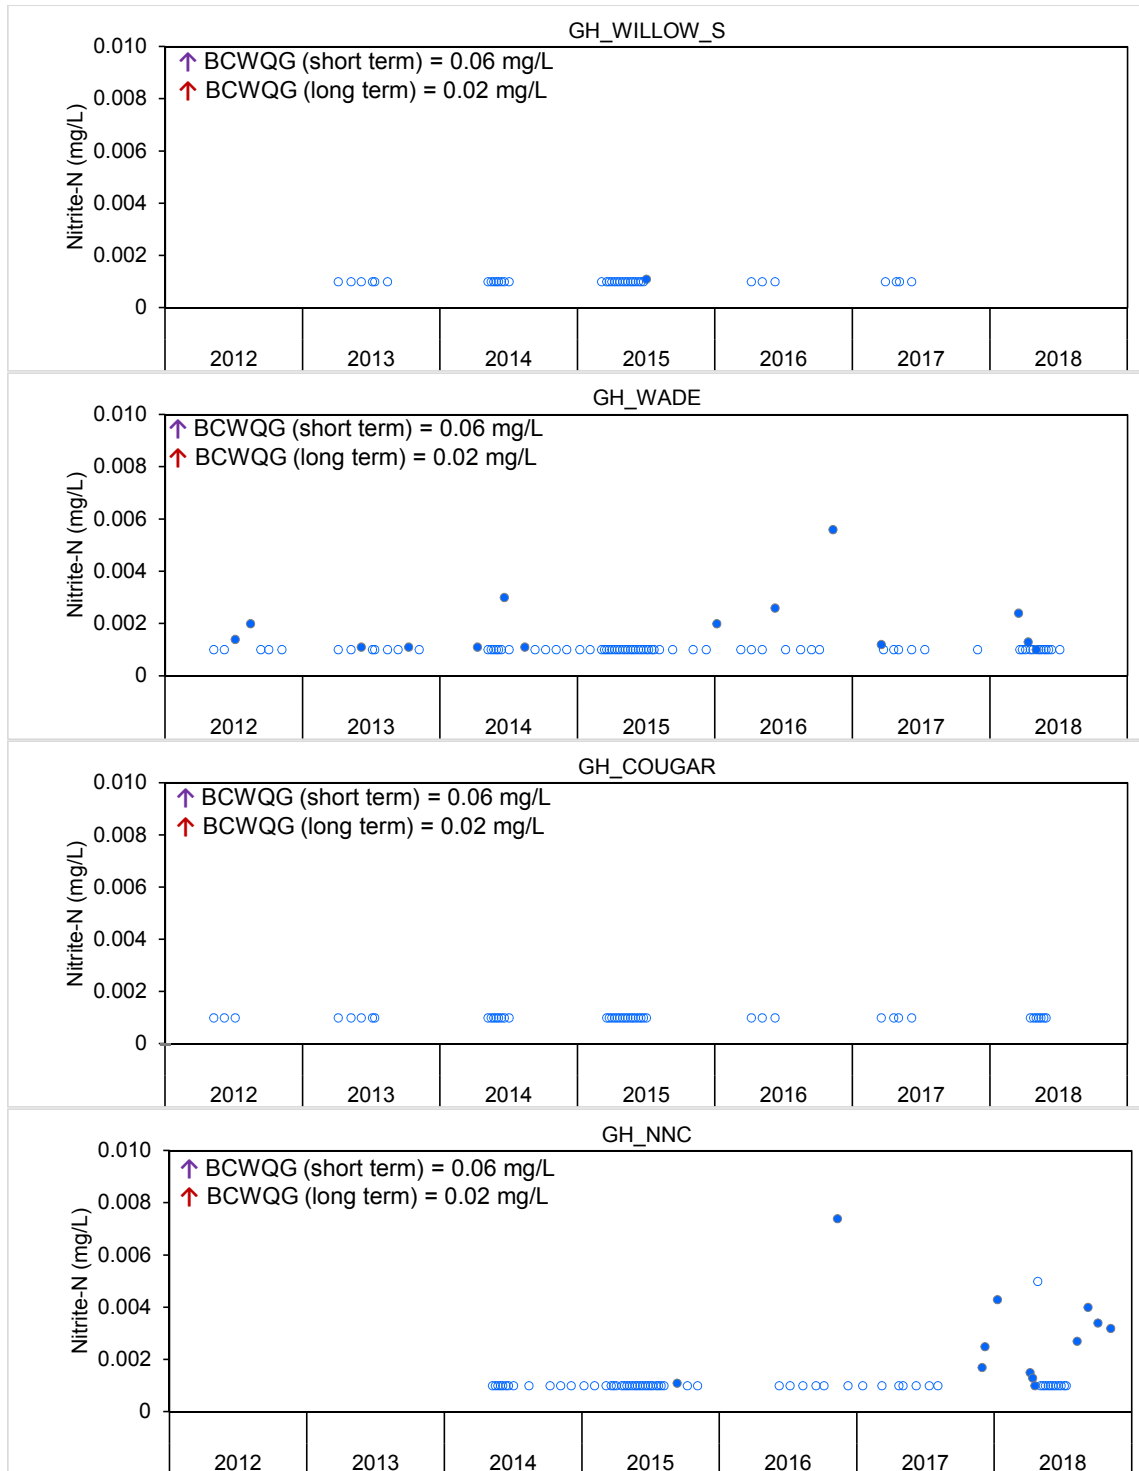 GH_WILLOW_S
0.010
↑ BCWQG (short term) = 0.06 mg/L
↑ BCWQG (long term) = 0.02 mg/L
0.008
0.006
0.004
0.002
0
Nitrite-N (mg/L)
2012 2013 2014 2015 2016 2017 2018
GH_WADE
0.010
↑ BCWQG (short term) = 0.06 mg/L
↑ BCWQG (long term) = 0.02 mg/L
0.008
0.006
0.004
0.002
0
Nitrite-N (mg/L)
2012 2013 2014 2015 2016 2017 2018
GH_COUGAR
0.010
↑ BCWQG (short term) = 0.06 mg/L
↑ BCWQG (long term) = 0.02 mg/L
0.008
0.006
0.004
0.002
0
Nitrite-N (mg/L)
2012 2013 2014 2015 2016 2017 2018
GH_NNC
0.010
↑ BCWQG (short term) = 0.06 mg/L
↑ BCWQG (long term) = 0.02 mg/L
0.008
0.006
0.004
0.002
0
Nitrite-N (mg/L)
2012 2013 2014 2015 2016 2017 2018